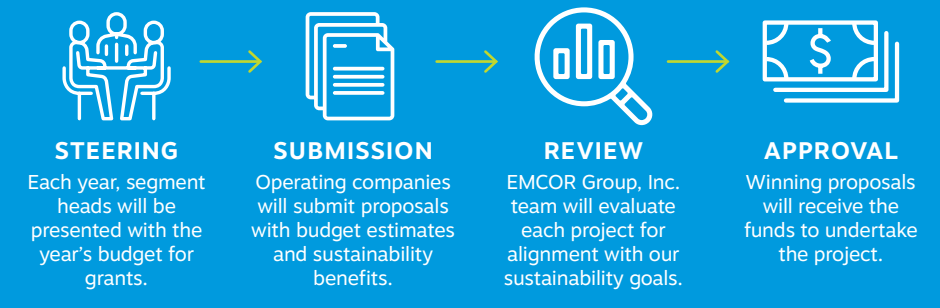 $
STEERING
Each year, segment
heads will be
presented with the
year's budget for
grants.
SUBMISSION
Operating companies
will submit proposals
with budget estimates
and sustainability
benefits.
REVIEW
EMCOR Group, Inc.
team will evaluate
each project for
alignment with our
sustainability goals.
APPROVAL
Winning proposals
will receive the
funds to undertake
the project.